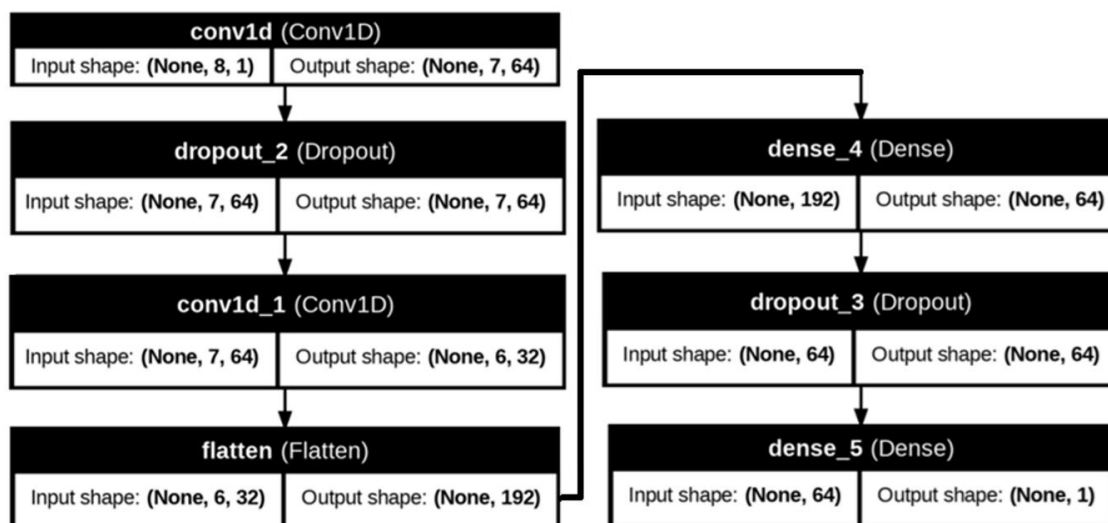 conv1d (Conv1D)
Input shape: (None, 8, 1) Output shape: (None, 7, 64)
dropout_2 (Dropout)
Input shape: (None, 7, 64) Output shape: (None, 7, 64)
conv1d_1 (Conv1D)
Input shape: (None, 7, 64) Output shape: (None, 6, 32)
flatten (Flatten)
Input shape: (None, 6, 32) Output shape: (None, 192)
dense_4 (Dense)
Input shape: (None, 192) Output shape: (None, 64)
dropout_3 (Dropout)
Input shape: (None, 64) Output shape: (None, 64)
dense_5 (Dense)
Input shape: (None, 64) Output shape: (None, 1)